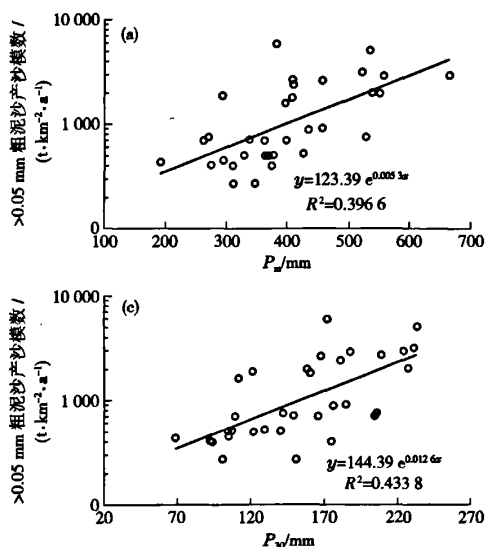 (a)
>0.05 mm 粗泥沙产沙模数/
(t·km⁻²·a⁻¹)
10 000
1 000
0
y=123.39 e^{0.005 3x}
R²=0.396 6
100 200 300 400 500 600 700
/mm
(c)
>0.05 mm 粗泥沙产沙模数/
(t·km⁻²·a⁻¹)
10 000
1 000
0
y=144.39 e^{0.012 6x}
R²=0.433 8
20 70 120 170 220 270
P₃₀/mm